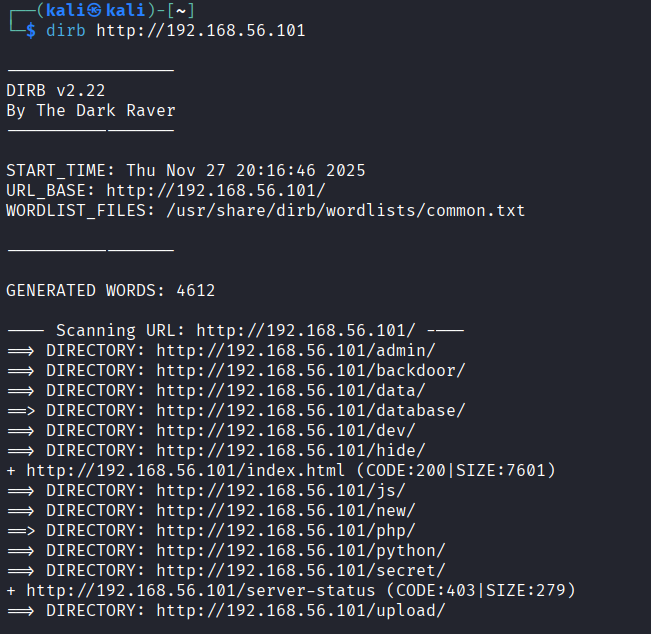 ┌──(kali㉿kali)-[~]
└─$ dirb http://192.168.56.101
-----------------
DIRB v2.22
By The Dark Raver
-----------------
START_TIME: Thu Nov 27 20:16:46 2025
URL_BASE: http://192.168.56.101/
WORDLIST_FILES: /usr/share/dirb/wordlists/common.txt
-----------------
GENERATED WORDS: 4612
---- Scanning URL: http://192.168.56.101/ ----
==> DIRECTORY: http://192.168.56.101/admin/
==> DIRECTORY: http://192.168.56.101/backdoor/
==> DIRECTORY: http://192.168.56.101/data/
==> DIRECTORY: http://192.168.56.101/database/
==> DIRECTORY: http://192.168.56.101/dev/
==> DIRECTORY: http://192.168.56.101/hide/
+ http://192.168.56.101/index.html (CODE:200|SIZE:7601)
==> DIRECTORY: http://192.168.56.101/js/
==> DIRECTORY: http://192.168.56.101/new/
==> DIRECTORY: http://192.168.56.101/php/
==> DIRECTORY: http://192.168.56.101/python/
==> DIRECTORY: http://192.168.56.101/secret/
+ http://192.168.56.101/server-status (CODE:403|SIZE:279)
==> DIRECTORY: http://192.168.56.101/upload/